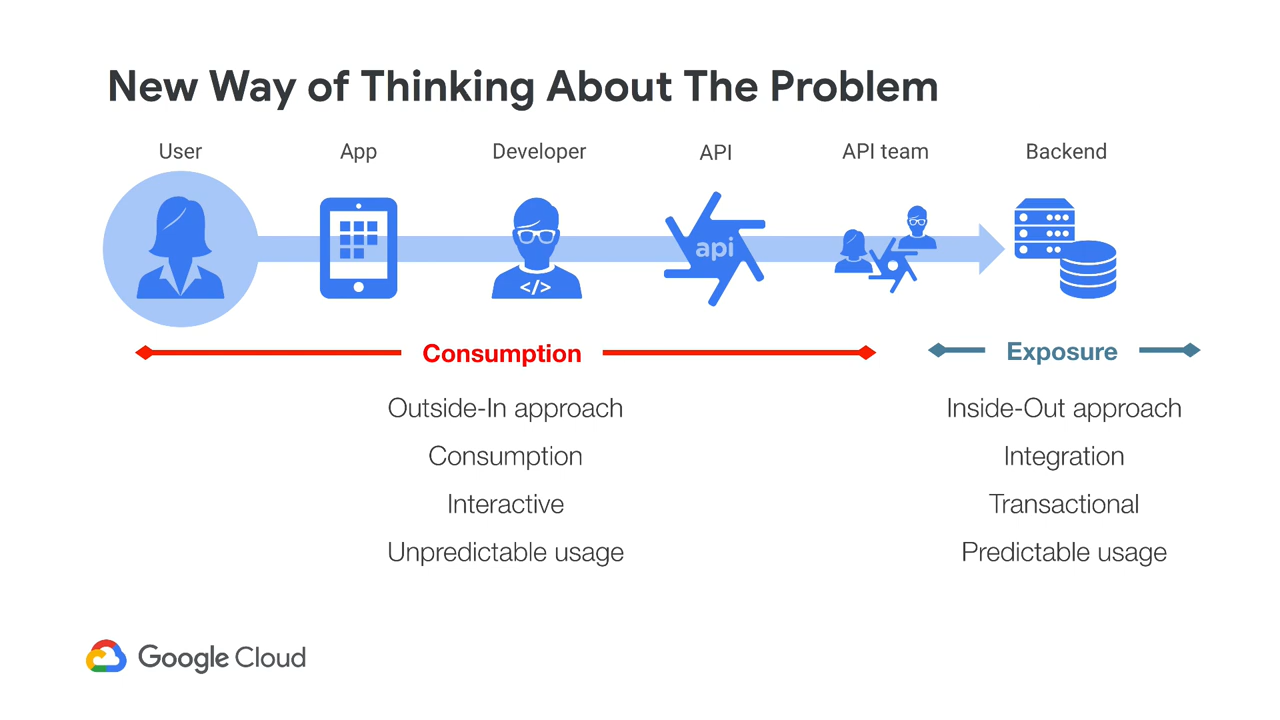 New Way of Thinking About The Problem
User
App
Developer
API
API team
Backend
api
</>
Consumption
Exposure
Outside-In approach
Inside-Out approach
Consumption
Integration
Interactive
Transactional
Unpredictable usage
Predictable usage
Google Cloud